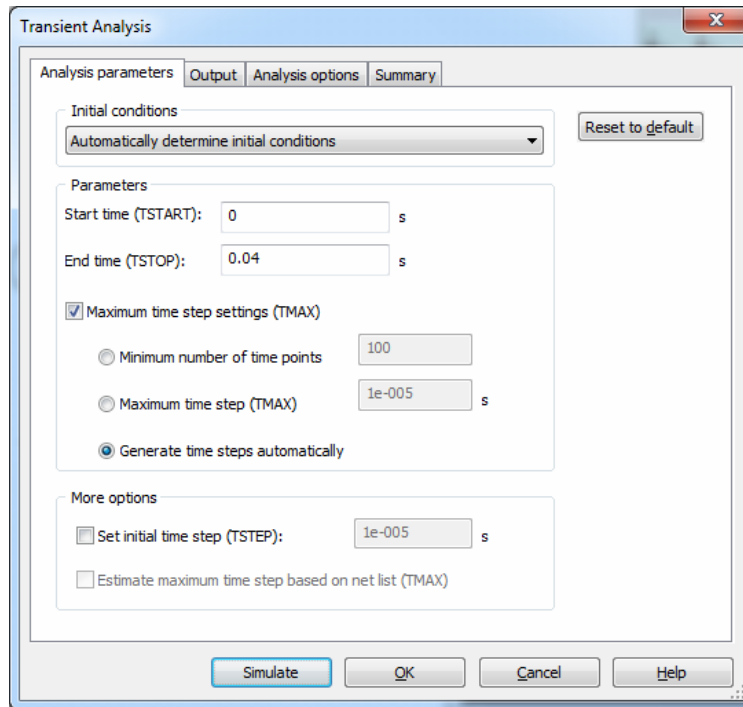 Transient Analysis
Analysis parameters Output Analysis options Summary
Initial conditions
Automatically determine initial conditions
Reset to default
Parameters
Start time (TSTART): 0 s
End time (TSTOP): 0.04 s
Maximum time step settings (TMAX)
Minimum number of time points 100
Maximum time step (TMAX) 1e-005 s
Generate time steps automatically
More options
Set initial time step (TSTEP): 1e-005 s
Estimate maximum time step based on net list (TMAX)
Simulate OK Cancel Help